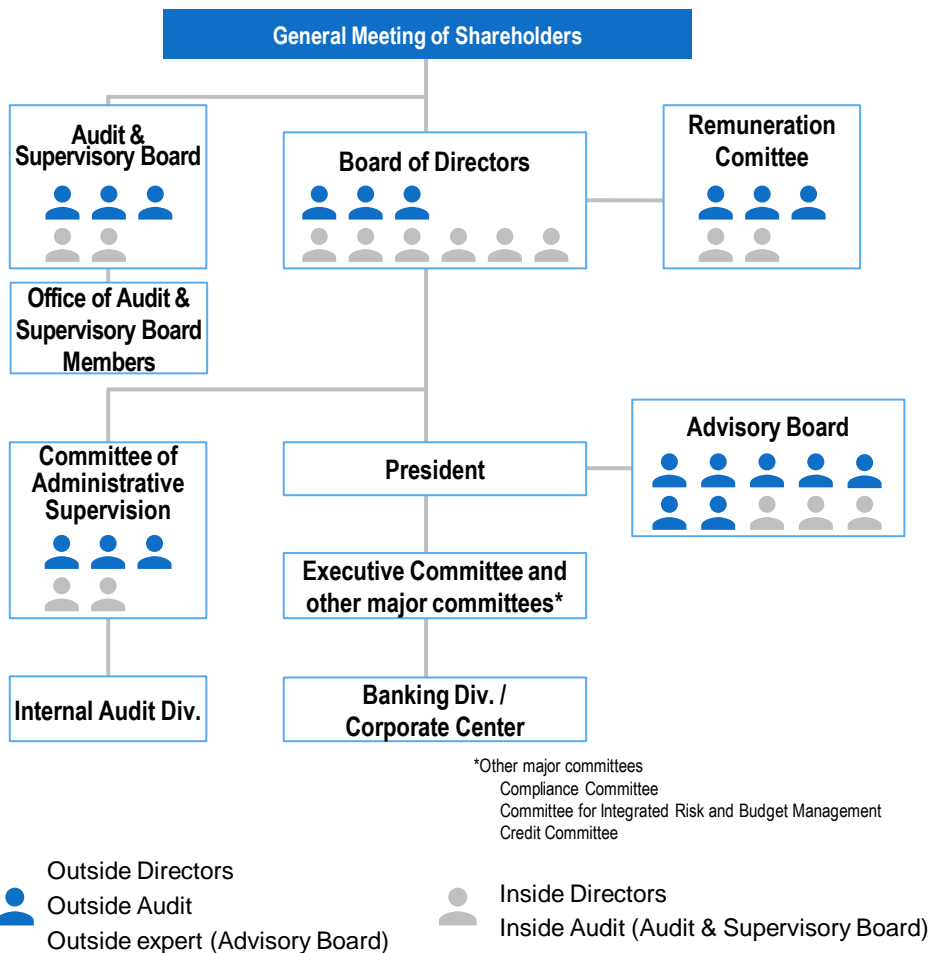 General Meeting of Shareholders
Audit &
Supervisory Board
Board of Directors
Remuneration
Comittee
Office of Audit &
Supervisory Board
Members
Committee of
Administrative
Supervision
President
Advisory Board
Executive Committee and
other major committees*
Internal Audit Div.
Banking Div. /
Corporate Center
*Other major committees
Compliance Committee
Committee for Integrated Risk and Budget Management
Credit Committee
Outside Directors
Outside Audit
Outside expert (Advisory Board)
Inside Directors
Inside Audit (Audit & Supervisory Board)